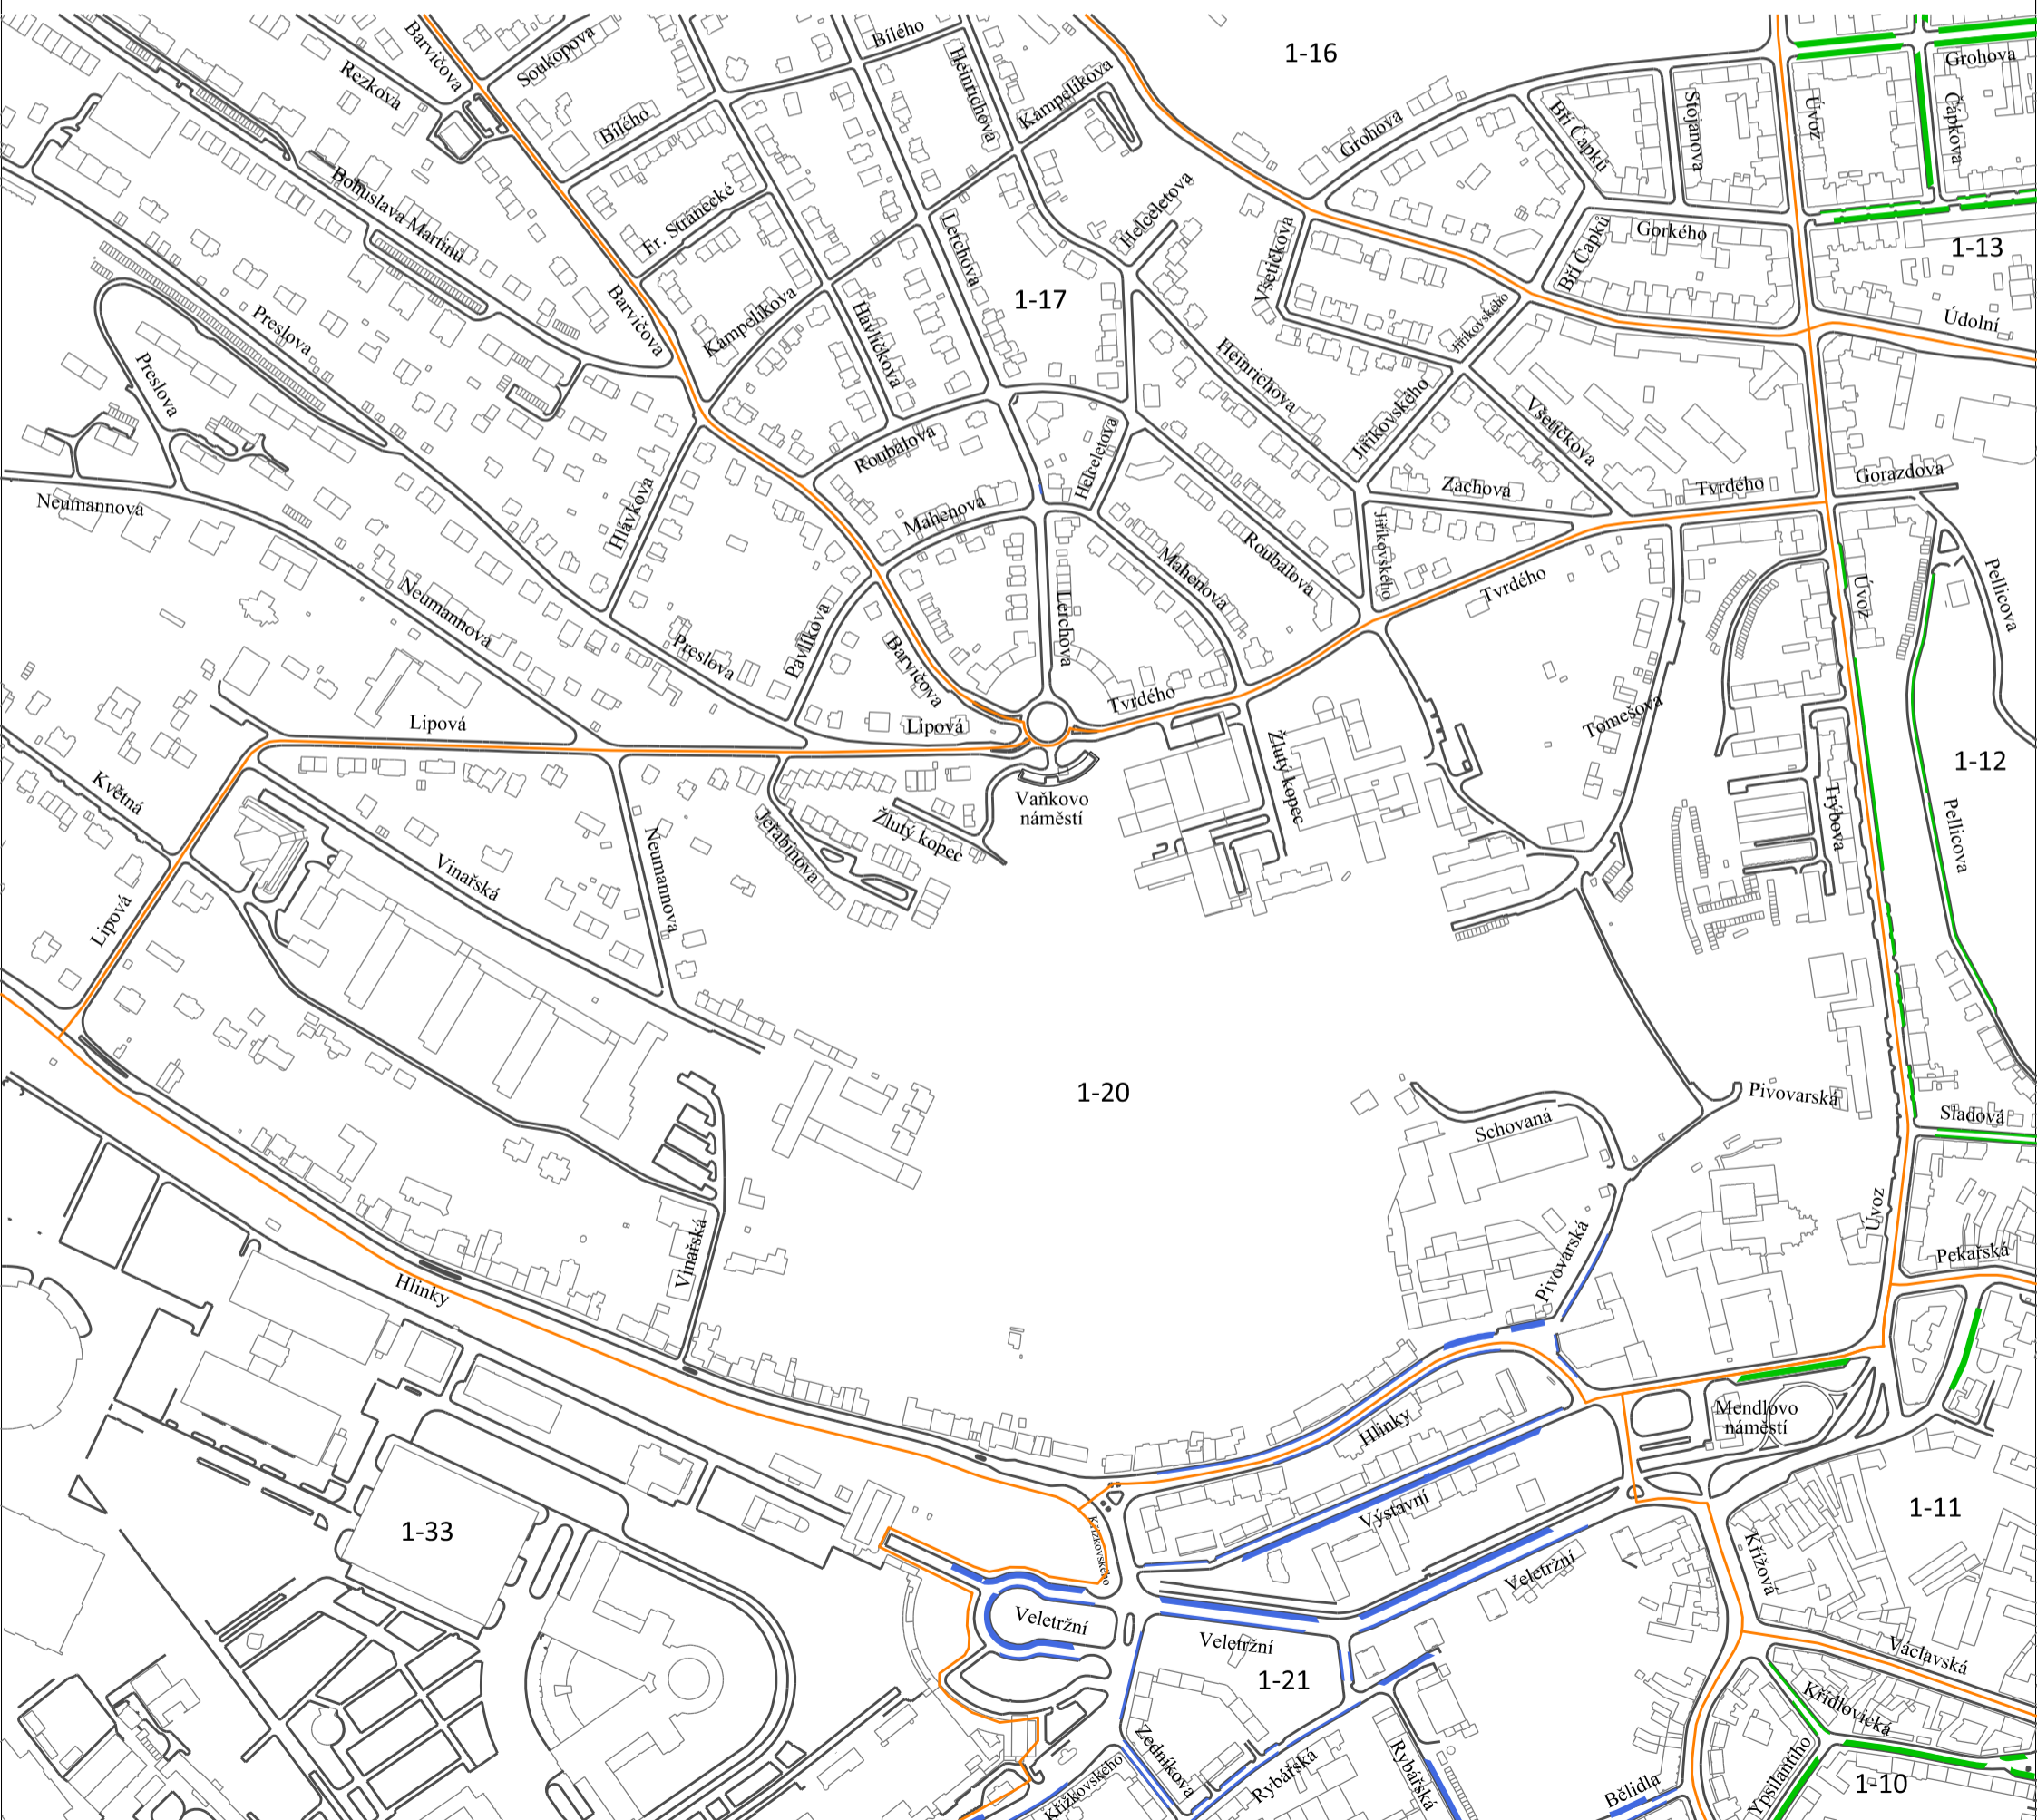 Barvičova
Soukopova
Bílého
Heinrichova
1-16
Grohova
Rezkova
Kampelíkova
Bílého
Grohova
Bří Čapků
Stojanova
Úvoz
Čápkova
Bohuslava Martinů
Fr. Stránecké
Lerchova
Helceletova
Všetičkova
Bří Čapků
Gorkého
1-13
Preslova
Barvičova
Kampelíkova
Havlíčkova
1-17
Jiříkovského
Údolní
Preslova
Heinrichova
Jiříkovského
Všetičkova
Roubalova
Helceletova
Neumannova
Hlávkova
Mahenova
Zachova
Tvrdého
Gorazdova
Jiříkovského
Neumannova
Mahenova
Roubalova
Tvrdého
Úvoz
Pellicova
Preslova
Pavlíkova
Barvičova
Lerchova
Lipová
Lipová
Tvrdého
Tomešova
1-12
Květná
Vaňkovo
náměstí
Žlutý kopec
Trýbova
Pellicova
Vinařská
Neumannova
Jeřabinova
Žlutý kopec
Lipová
1-20
Pivovarská
Schovaná
Sladová
Vinařská
Pivovarská
Úvoz
Pekařská
Hlinky
Hlinky
Mendlovo
náměstí
1-33
Křížkovského
Výstavní
Veletržní
Křížová
1-11
Veletržní
Veletržní
1-21
Václavská
Křídlovická
Křížkovského
Zedníkova
Rybářská
Rybářská
Bělidla
Ypsilantiho
1-10